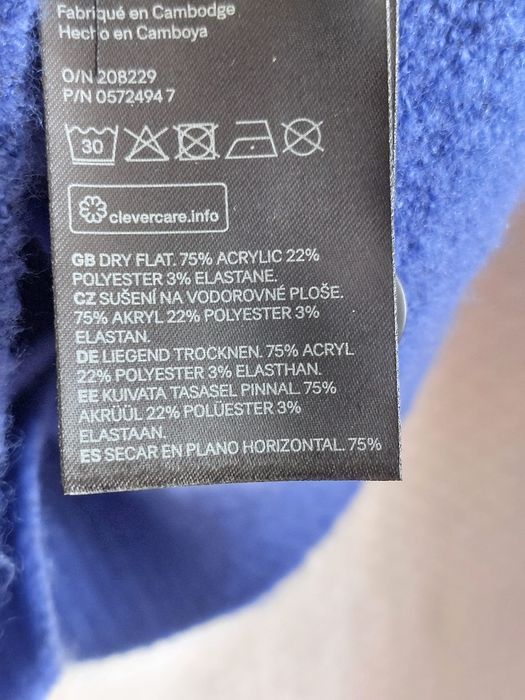 Fabriqué en Cambodge
Hecho en Camboya
O/N 208229
P/N 0572494 7
30
clevercare.info
GB DRY FLAT. 75% ACRYLIC 22%
POLYESTER 3% ELASTANE.
CZ SUŠENÍ NA VODOROVNÉ PLOŠE.
75% AKRYL 22% POLYESTER 3%
ELASTAN.
DE LIEGEND TROCKNEN. 75% ACRYL
22% POLYESTER 3% ELASTHAN.
EE KUIVATA TASASEL PINNAL. 75%
AKRÜÜL 22% POLÜESTER 3%
ELASTAAN.
ES SECAR EN PLANO HORIZONTAL. 75%